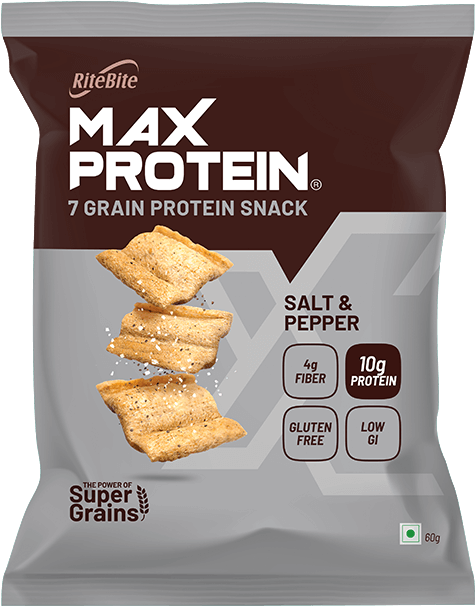 RiteBite
MAX
PROTEIN®
7 GRAIN PROTEIN SNACK
SALT &
PEPPER
4g
FIBER
10g
PROTEIN
GLUTEN
FREE
LOW
GI
THE POWER OF
Super
Grains
60g